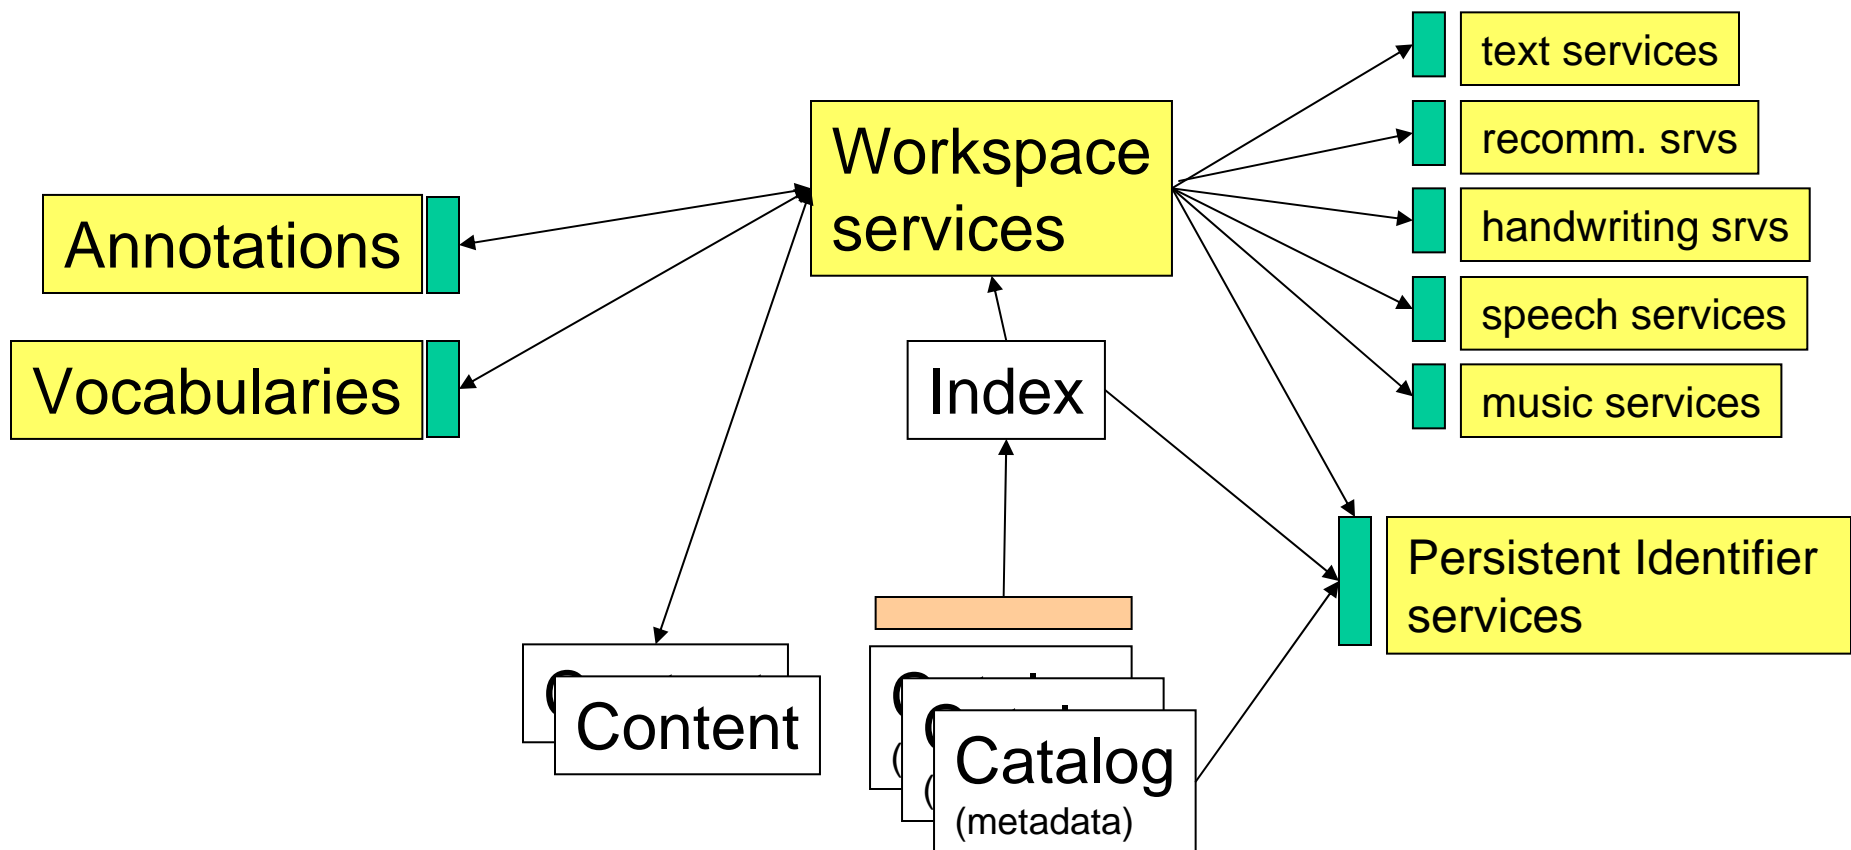 text services
recomm. srvs
handwriting srvs
speech services
music services
Workspace
services
Annotations
Vocabularies
Index
Persistent Identifier
services
Content
Catalog
(metadata)